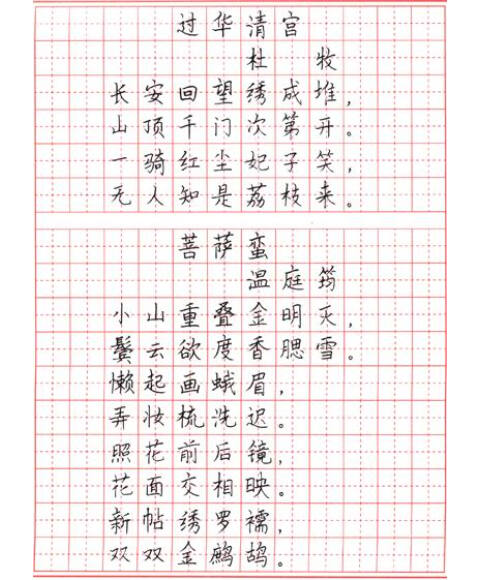 过华清宫
杜牧
长安回望绣成堆,
山顶千门次第开。
一骑红尘妃子笑,
无人知是荔枝来。
菩萨蛮
温庭筠
小山重叠金明灭,
鬓云欲度香腮雪。
懒起画蛾眉,
弄妆梳洗迟。
照花前后镜,
花面交相映。
新帖绣罗襦,
双双金鹧鸪。